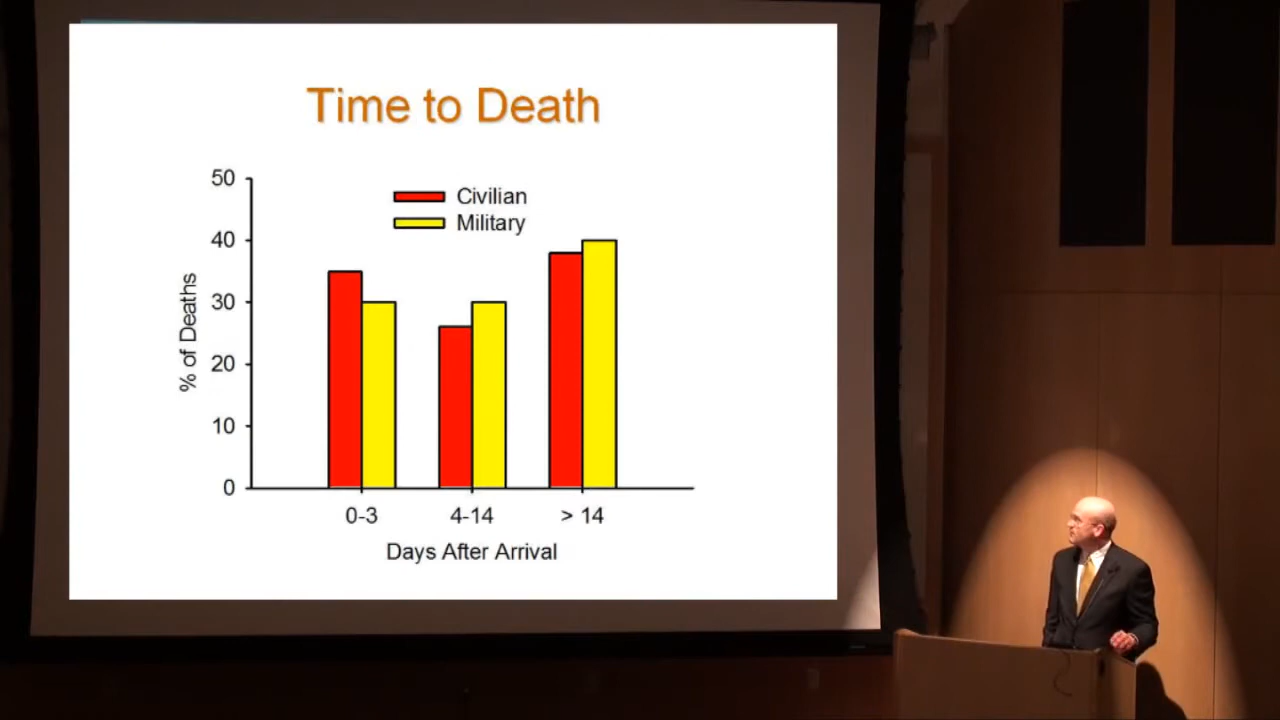 Time to Death
50
40
30
20
10
0
% of Deaths
Civilian
Military
0-3
4-14
> 14
Days After Arrival